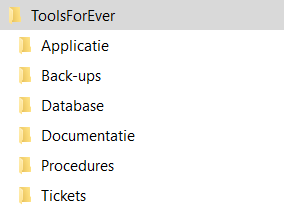 ToolsForEver
Applicatie
Back-ups
Database
Documentatie
Procedures
Tickets